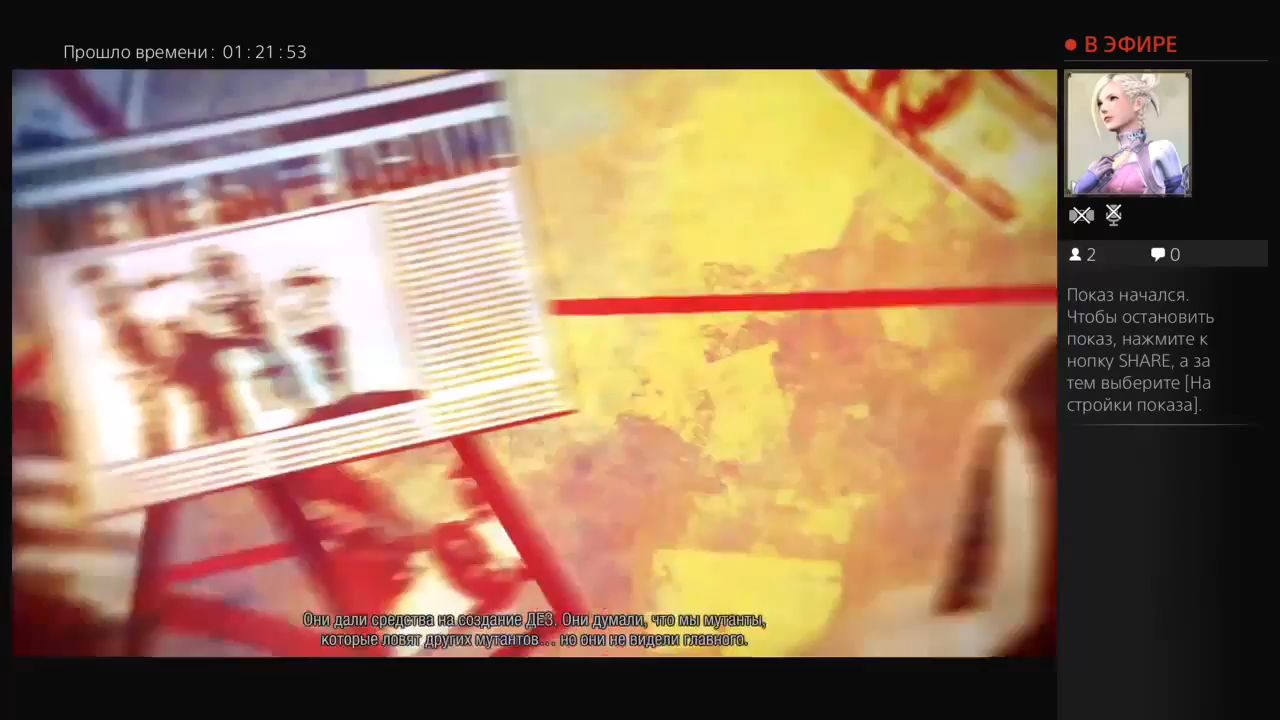 Прошло времени: 01:21:53
В ЭФИРЕ
2
0
Показ начался.
Чтобы остановить
показ, нажмите к
нопку SHARE, а за
тем выберите [На
стройки показа].
Они дали средства на создание ДЕЗ. Они думали, что мы мутанты,
которые ловят других мутантов... но они не видели главного.